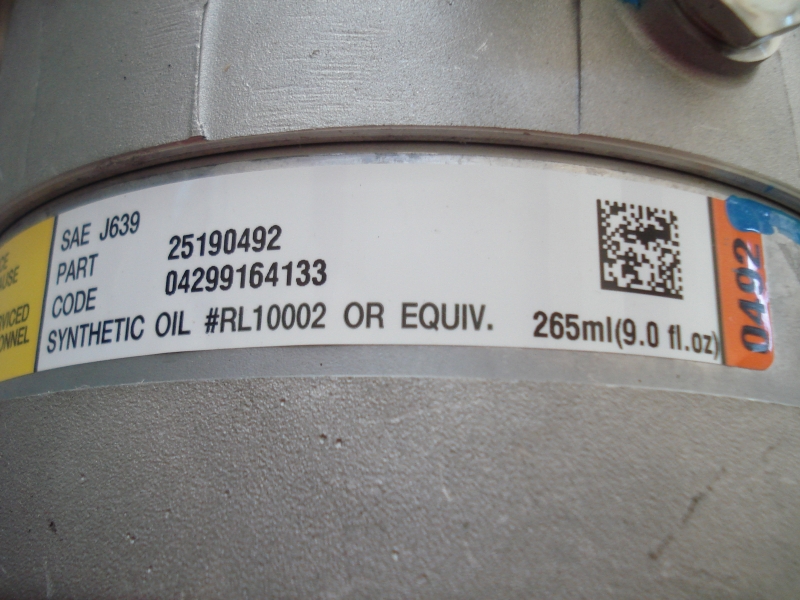 SAE J639
PART 25190492
CODE 04299164133
SYNTHETIC OIL #RL10002 OR EQUIV. 265ml(9.0 fl.oz)
0492